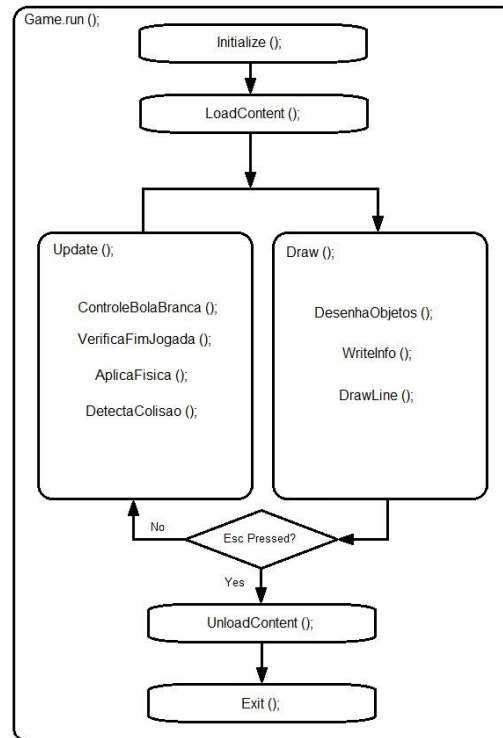 Game.run ();
Initialize ();
LoadContent ();
Update ();
ControleBolaBranca ();
VerificaFimJogada ();
AplicaFisica ();
DetectaColisao ();
Draw ();
DesenhaObjetos ();
WriteInfo ();
DrawLine ();
Esc Pressed?
No
Yes
UnloadContent ();
Exit ();